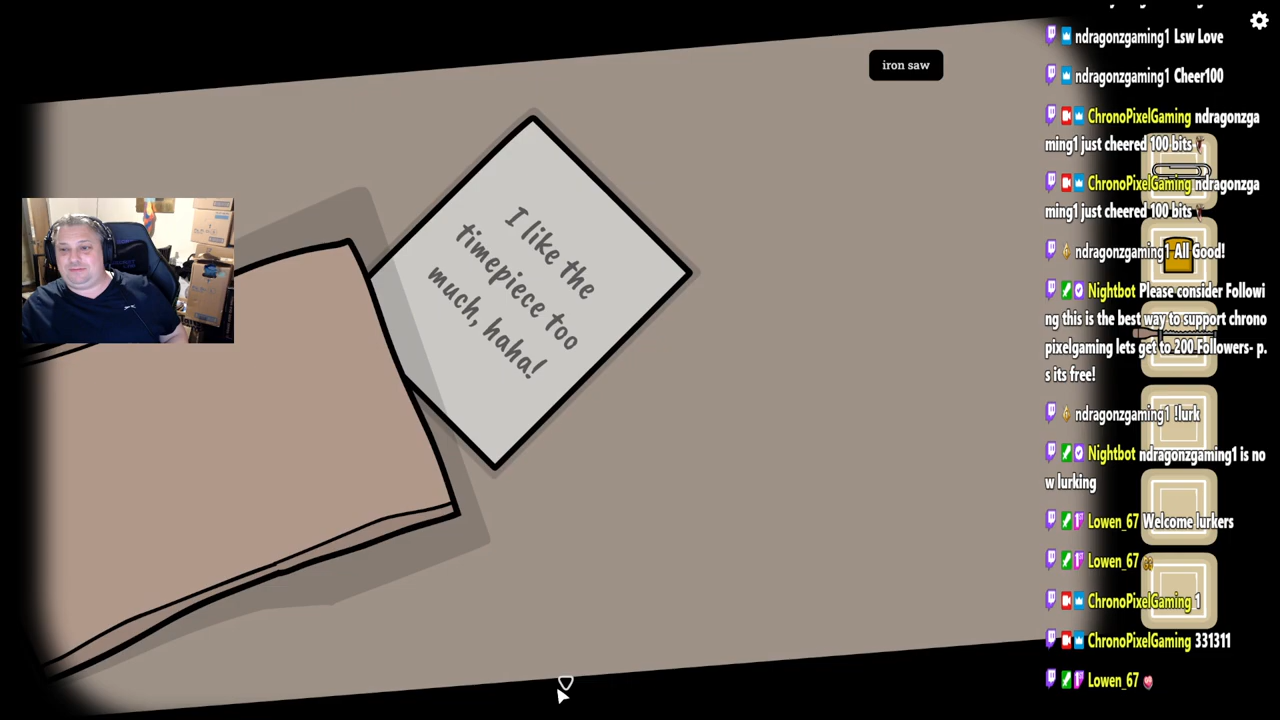 iron saw
I like the
timepiece too
much, haha!
ndragonzgaming1 Lsw Love
ndragonzgaming1 Cheer100
ChronoPixelGaming ndragonzga
ming1 just cheered 100 bits
ChronoPixelGaming ndragonzga
ming1 just cheered 100 bits
ndragonzgaming1 All Good!
Nightbot Please consider Followi
ng this is the best way to support chrono
pixelgaming lets get to 200 Followers- p.
s its free!
ndragonzgaming1 !lurk
Nightbot ndragonzgaming1 is no
w lurking
Lowen_67 Welcome lurkers
Lowen_67
ChronoPixelGaming 1
ChronoPixelGaming 331311
Lowen_67